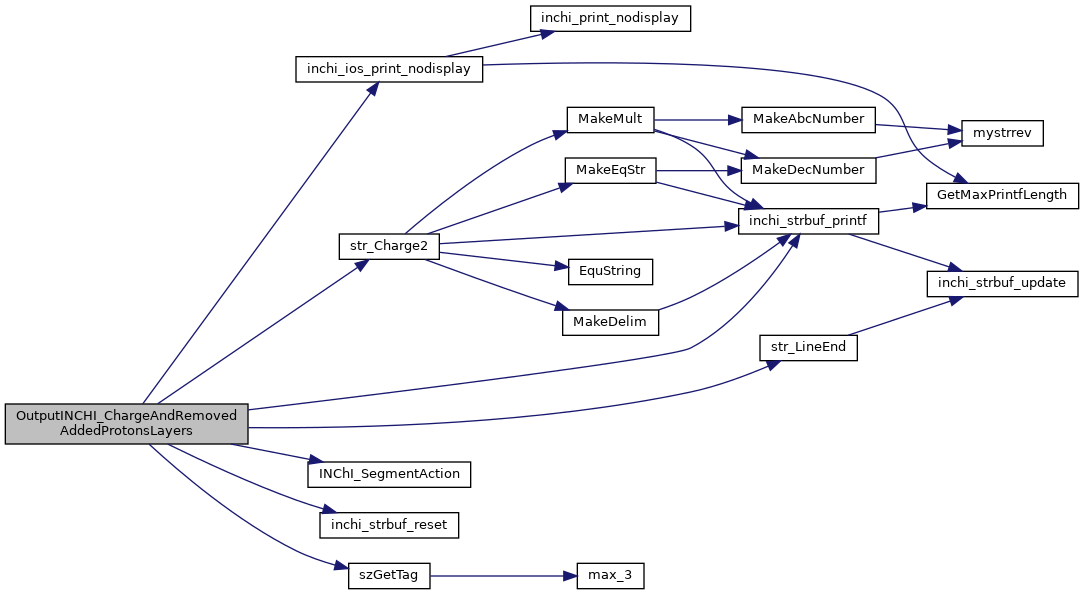 inchi_print_nodisplay
inchi_ios_print_nodisplay
MakeMult
MakeAbcNumber
mystrrev
MakeEqStr
MakeDecNumber
GetMaxPrintfLength
inchi_strbuf_printf
str_Charge2
EquString
inchi_strbuf_update
MakeDelim
str_LineEnd
OutputINCHI_ChargeAndRemoved
AddedProtonsLayers
INChI_SegmentAction
inchi_strbuf_reset
szGetTag
max_3